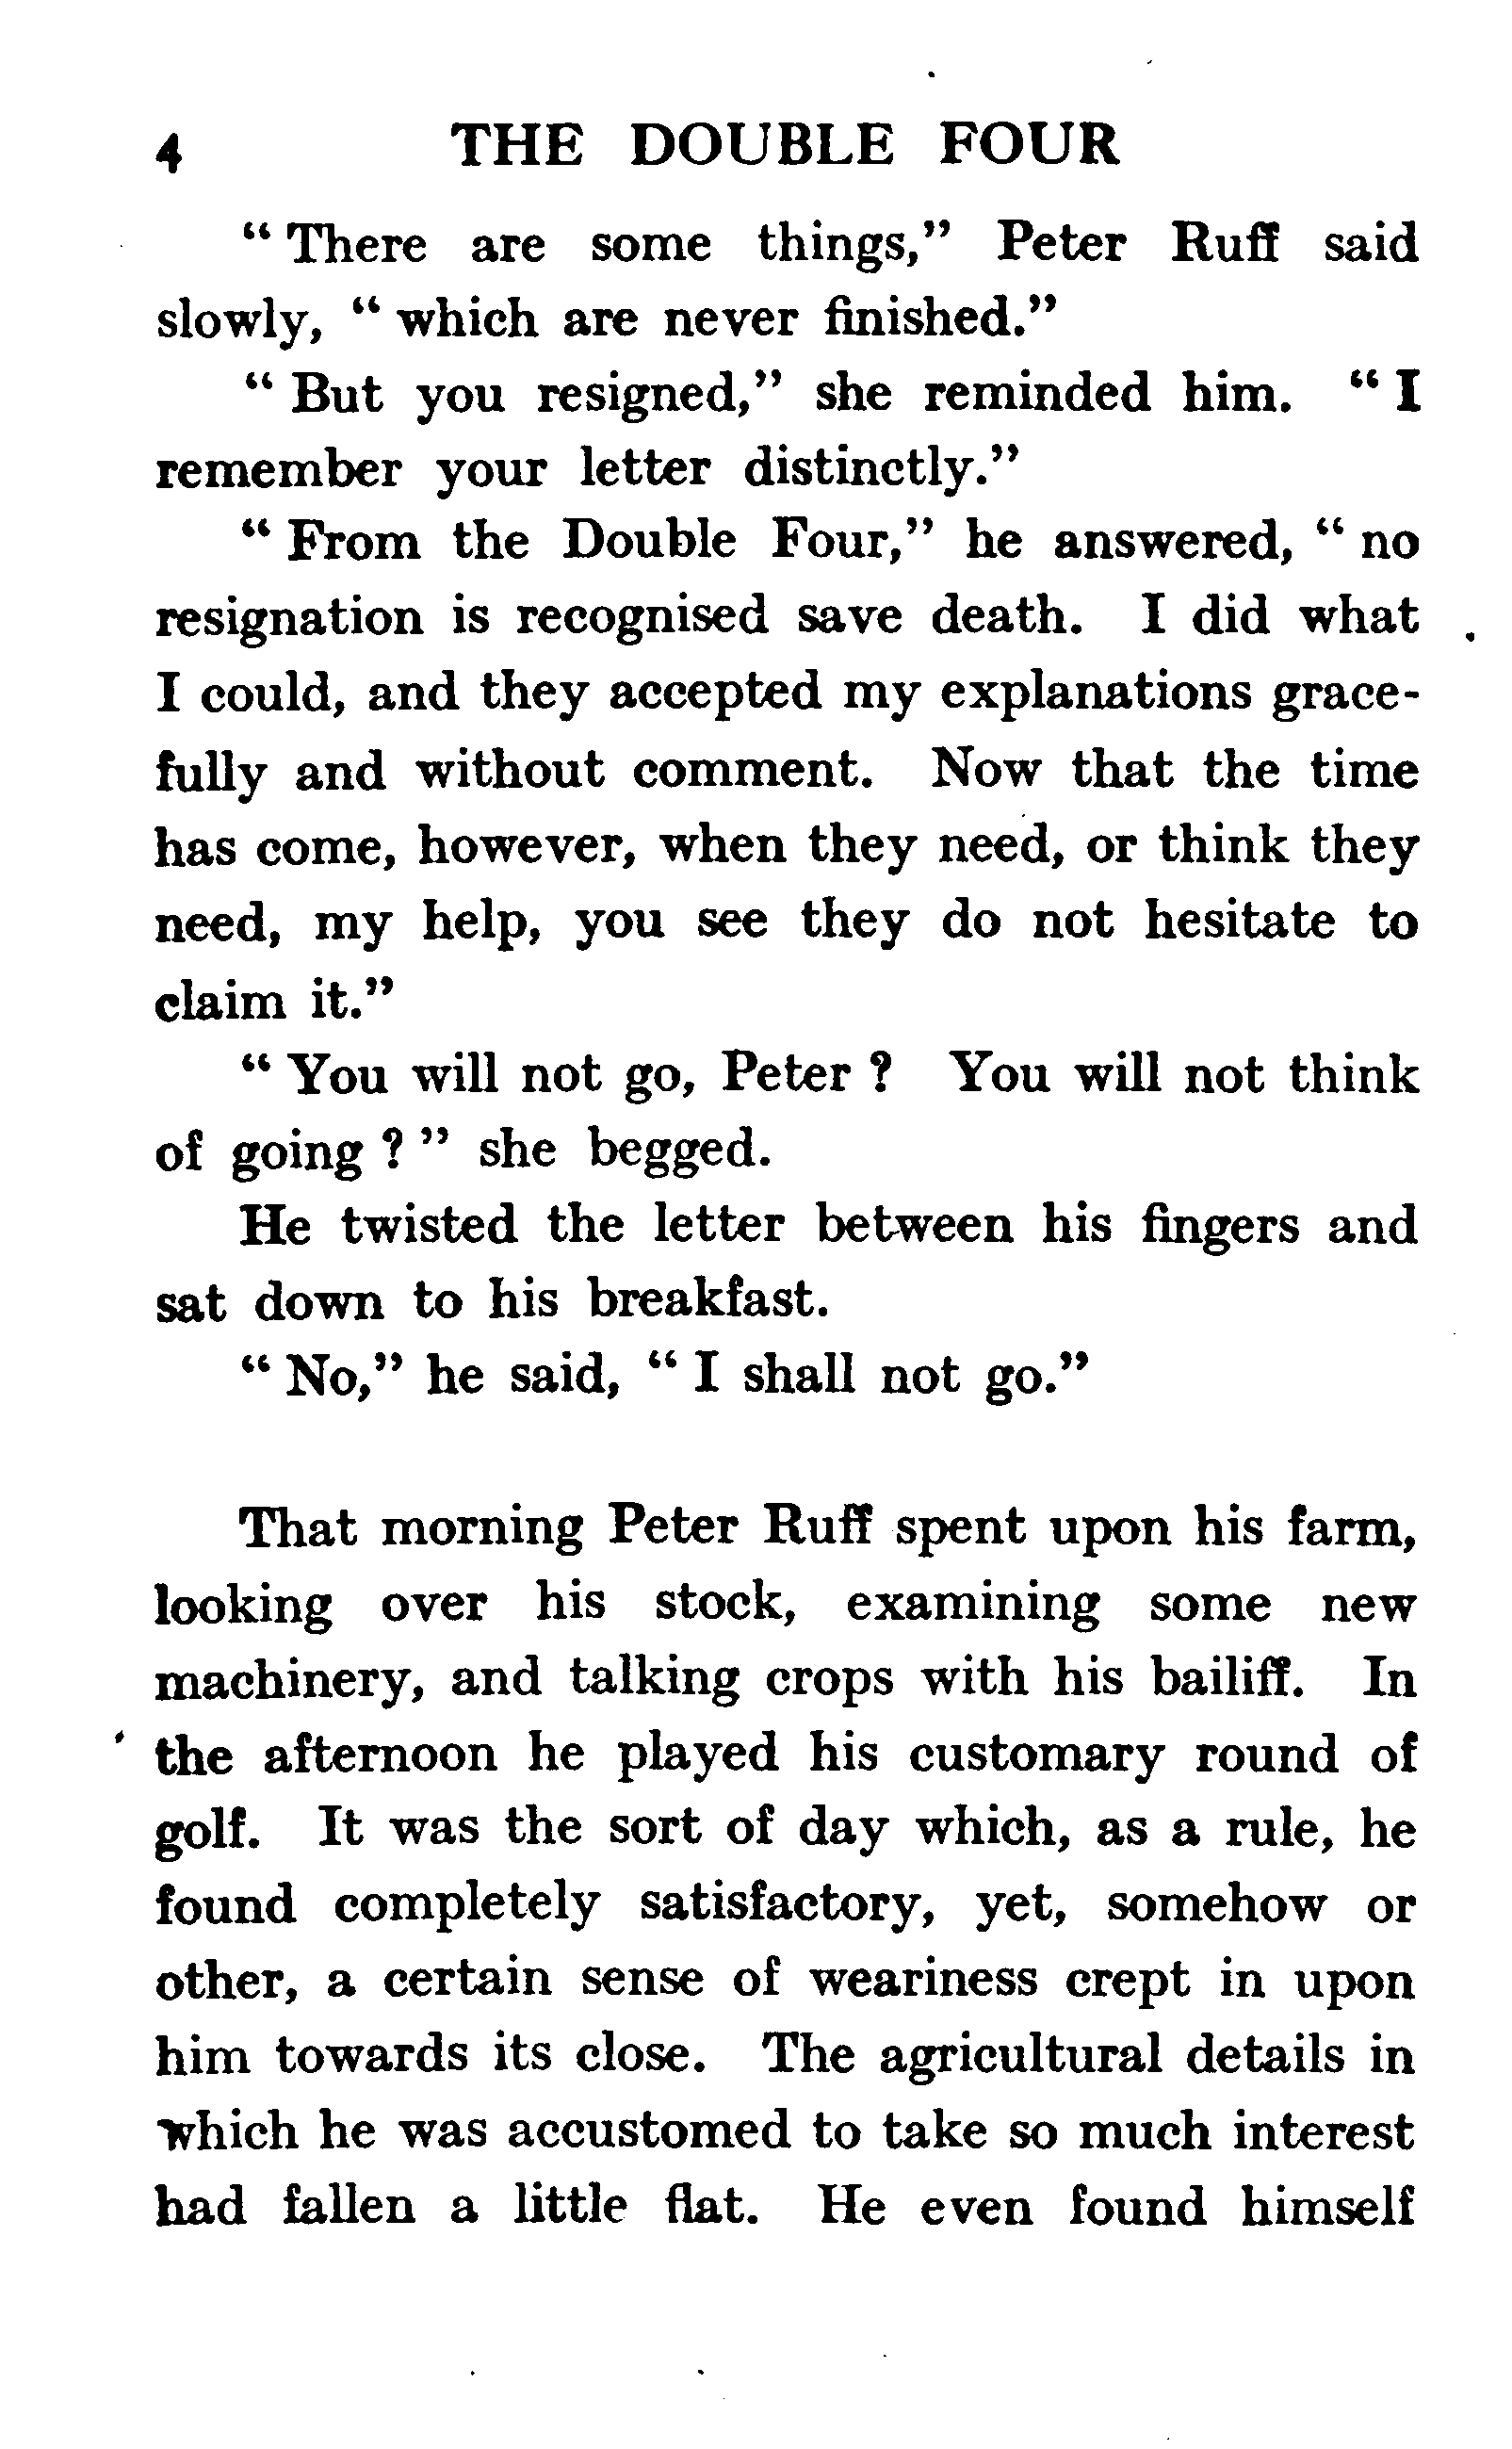 4 THE DOUBLE FOUR
“ There are some things,” Peter Ruff said
slowly, “ which are never finished.”
“ But you resigned,” she reminded him. “ I
remember your letter distinctly.”
“ From the Double Four,” he answered, “ no
resignation is recognised save death. I did what
I could, and they accepted my explanations grace-
fully and without comment. Now that the time
has come, however, when they need, or think they
need, my help, you see they do not hesitate to
claim it.”
“ You will not go, Peter ? You will not think
of going ? ” she begged.
He twisted the letter between his fingers and
sat down to his breakfast.
“ No,” he said, “ I shall not go.”
That morning Peter Ruff spent upon his farm,
looking over his stock, examining some new
machinery, and talking crops with his bailiff. In
the afternoon he played his customary round of
golf. It was the sort of day which, as a rule, he
found completely satisfactory, yet, somehow or
other, a certain sense of weariness crept in upon
him towards its close. The agricultural details in
which he was accustomed to take so much interest
had fallen a little flat. He even found himself